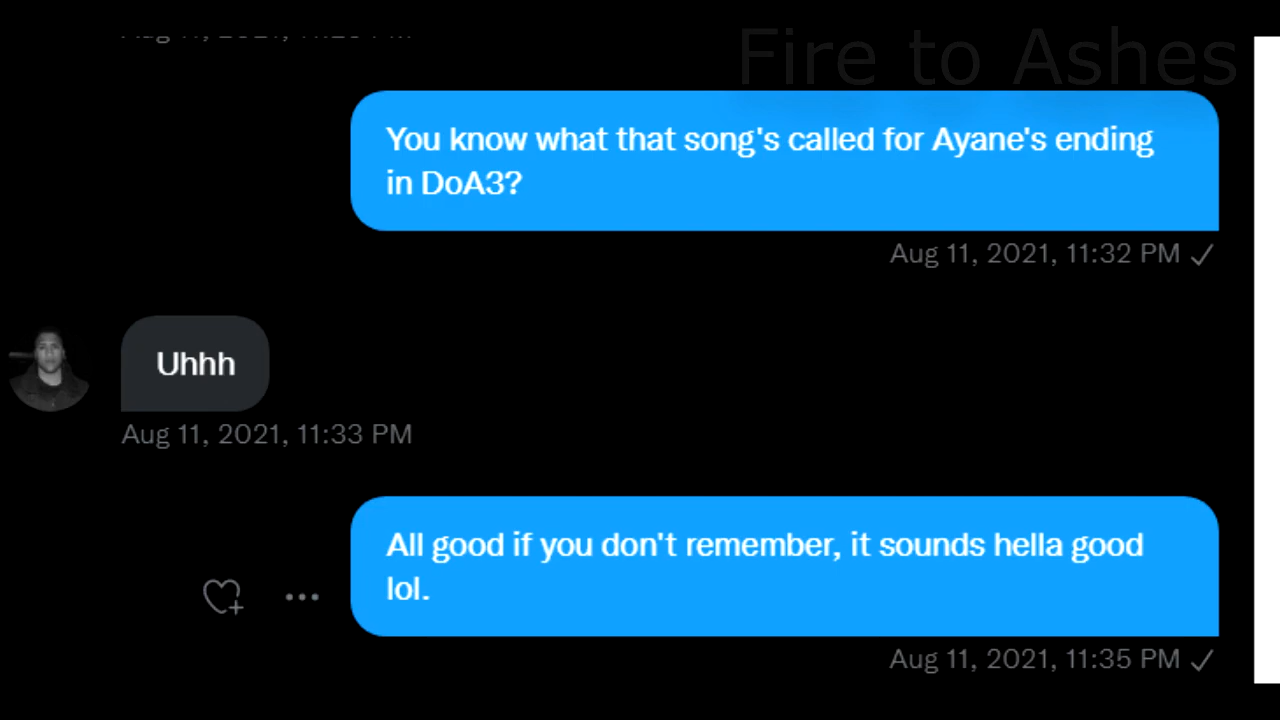 Fire to Ashes
You know what that song's called for Ayane's ending
in DoA3?
Aug 11, 2021, 11:32 PM
Uhhh
Aug 11, 2021, 11:33 PM
All good if you don't remember, it sounds hella good
lol.
Aug 11, 2021, 11:35 PM